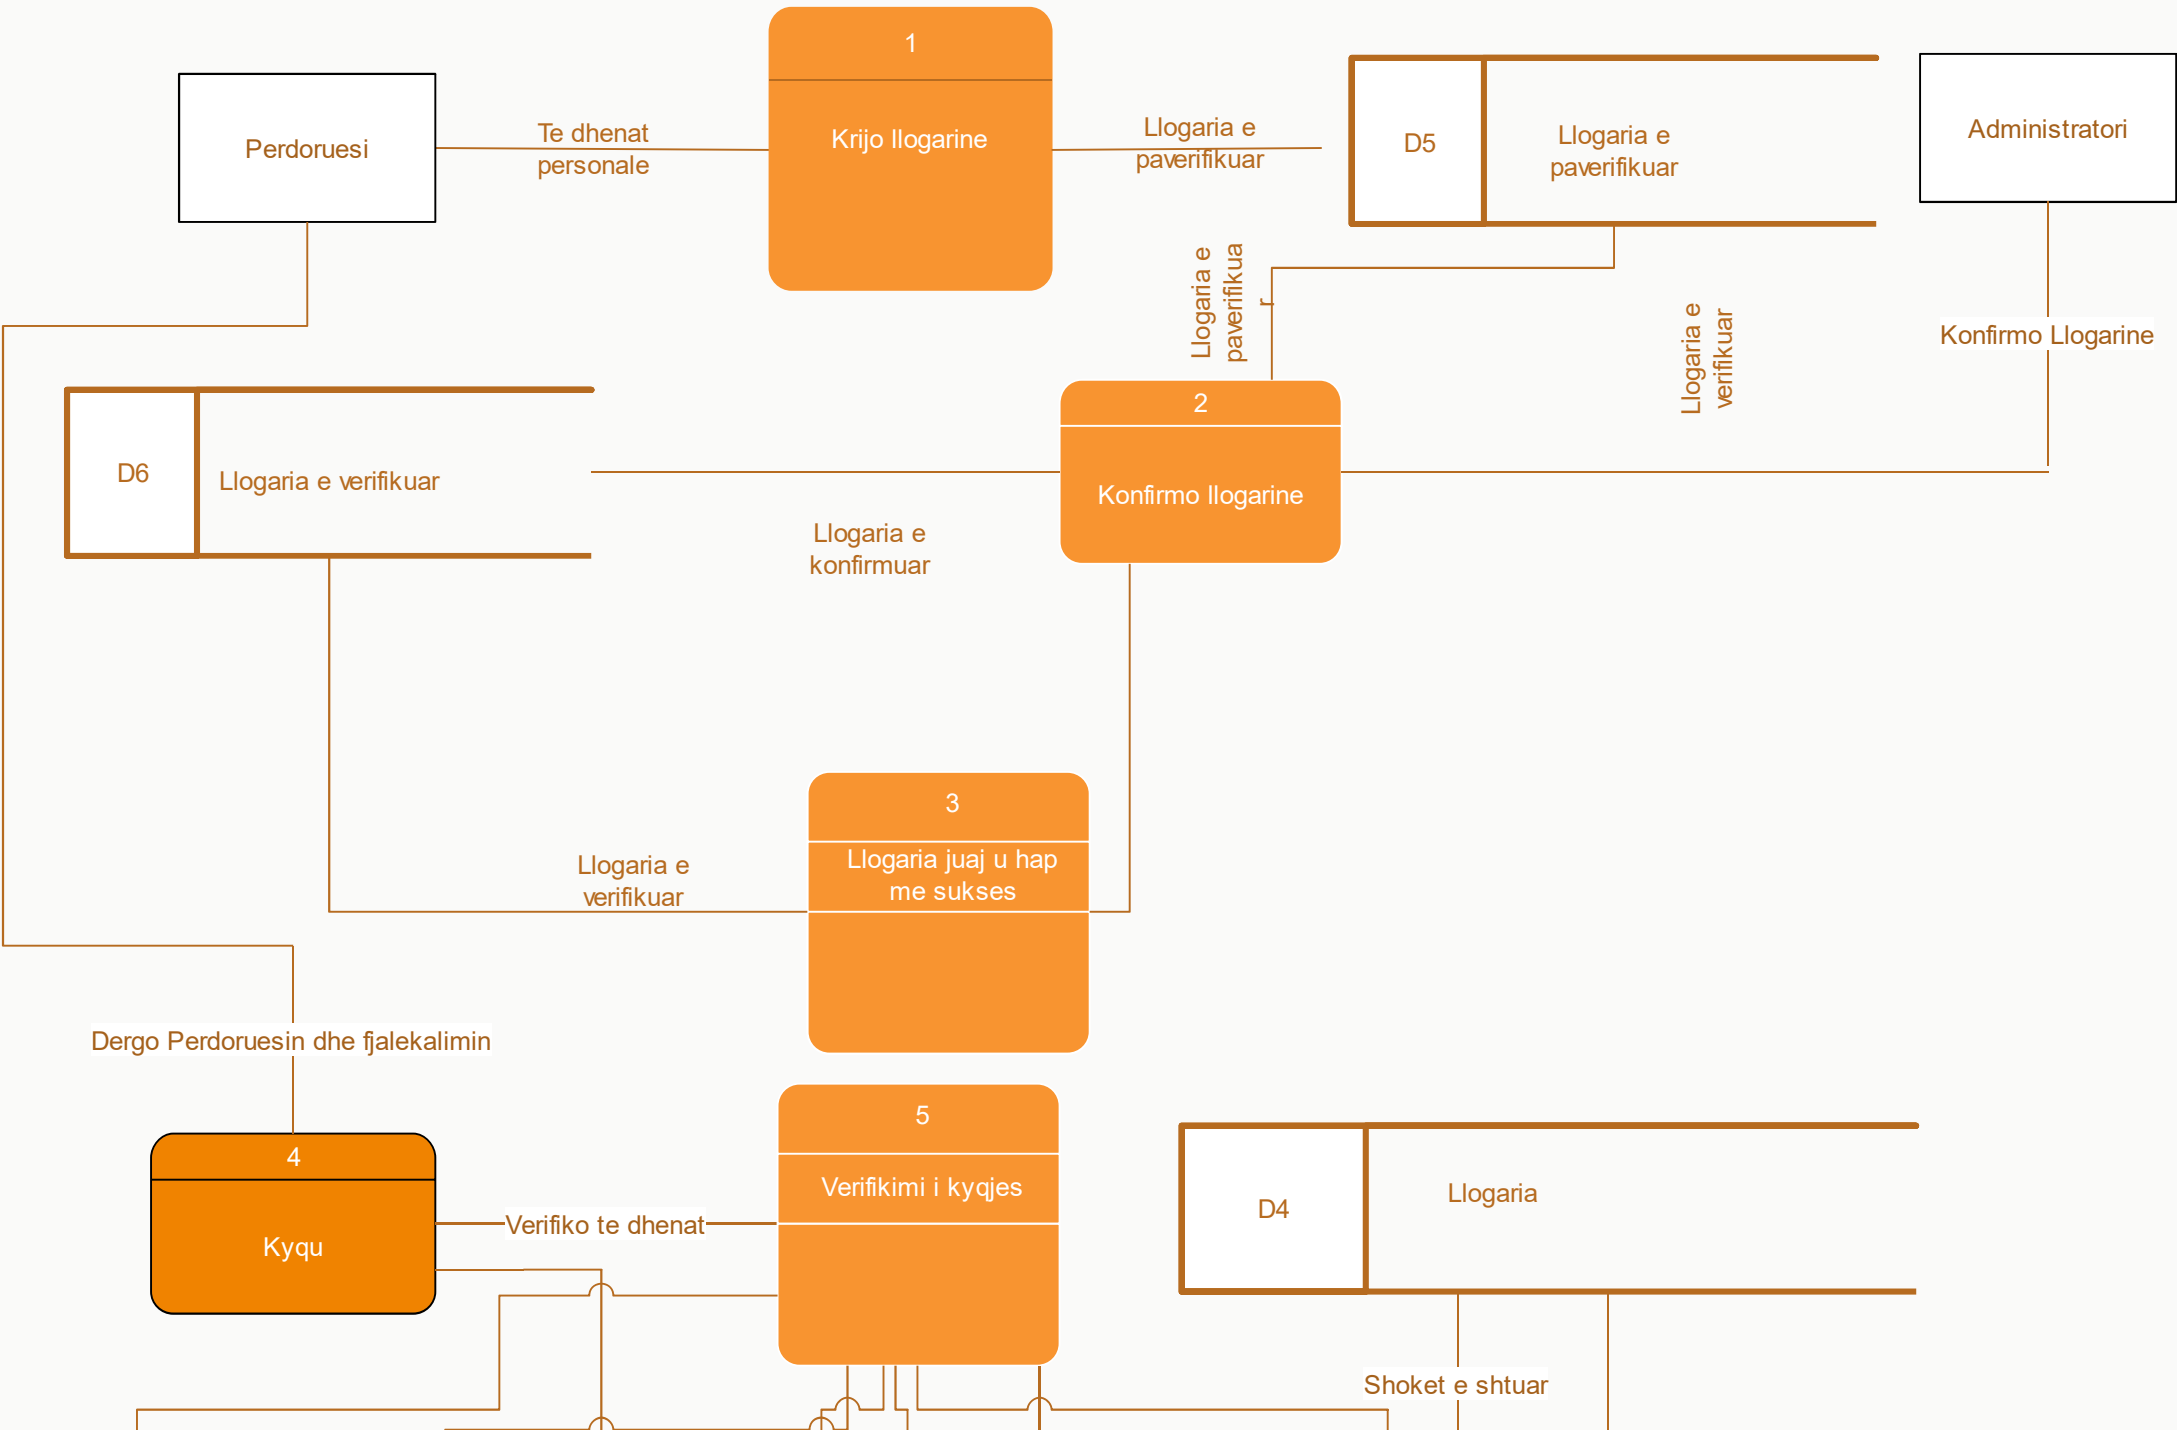 1
Krijo llogarine
Perdoruesi
Te dhenat
personale
Llogaria e
paverifikuar
D5
Llogaria e
paverifikuar
Administratori
Llogaria e
paverifikua
r
Llogaria e
verifikuar
Konfirmo Llogarine
D6
Llogaria e verifikuar
2
Konfirmo llogarine
Llogaria e
konfirmuar
3
Llogaria juaj u hap
me sukses
Llogaria e
verifikuar
Dergo Perdoruesin dhe fjalekalimin
4
Kyqu
Verifiko te dhenat
5
Verifikimi i kyqjes
D4
Llogaria
Shoket e shtuar